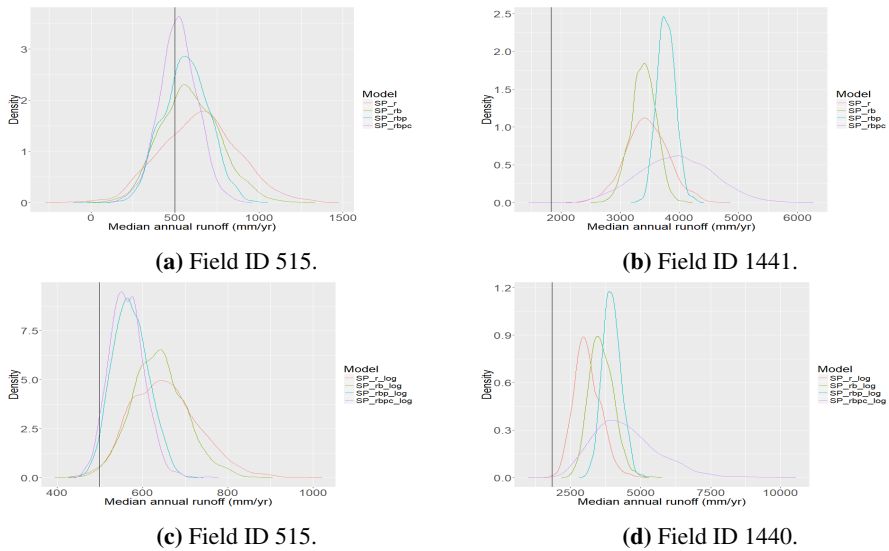 Density
3
2
1
0
0
500
1000
1500
Median annual runoff (mm/yr)
Model
SP_r
SP_rb
SP_rbp
SP_rbpc
(a) Field ID 515.
Density
2.5
2.0
1.5
1.0
0.5
0.0
2000
3000
4000
5000
6000
Median annual runoff (mm/yr)
Model
SP_r
SP_rb
SP_rbp
SP_rbpc
(b) Field ID 1441.
Density
7.5
5.0
2.5
0.0
400
600
800
1000
Median annual runoff (mm/yr)
Model
SP_r_log
SP_rb_log
SP_rbp_log
SP_rbpc_log
(c) Field ID 515.
Density
1.2
0.9
0.6
0.3
0.0
2500
5000
7500
10000
Median annual runoff (mm/yr)
Model
SP_r_log
SP_rb_log
SP_rbp_log
SP_rbpc_log
(d) Field ID 1440.